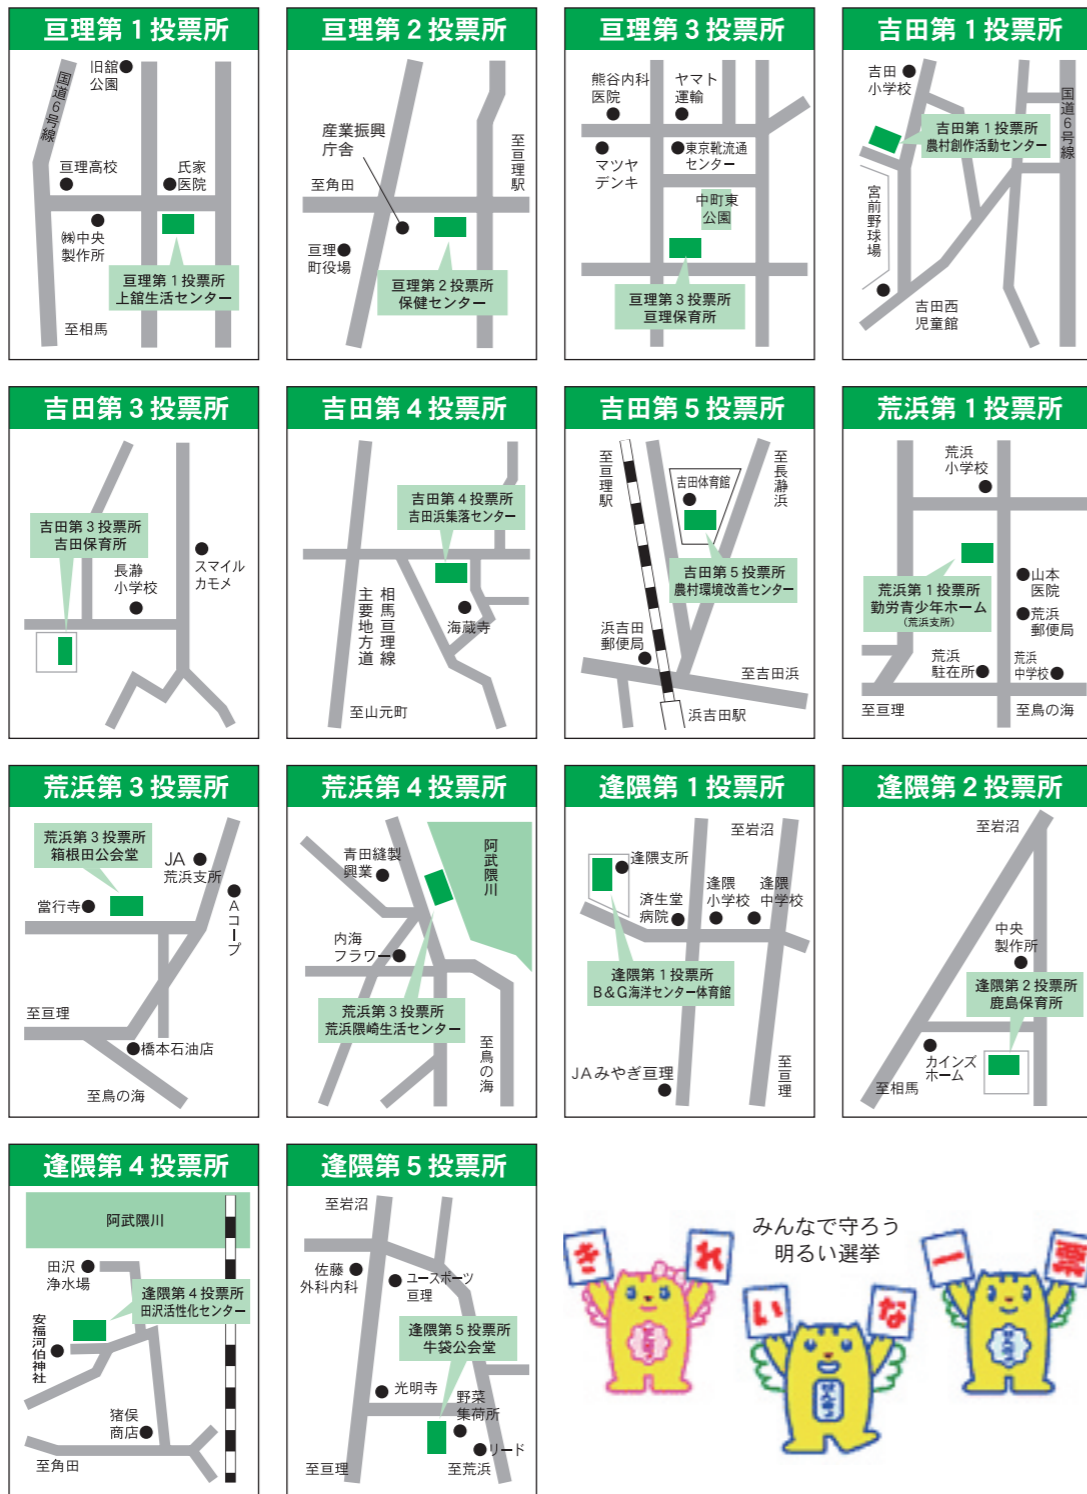 亘理第1投票所
旧舘
公園
国道6号線
亘理高校
氏家
医院
㈱中央
製作所
亘理第1投票所
上舘生活センター
至相馬
亘理第2投票所
産業振興
庁舎
至亘理駅
至角田
亘理
町役場
亘理第2投票所
保健センター
亘理第3投票所
熊谷内科
医院
ヤマト
運輸
マツヤ
デンキ
東京靴流通
センター
中町東
公園
亘理第3投票所
亘理保育所
吉田第1投票所
吉田
小学校
国道6号線
吉田第1投票所
農村創作活動センター
宮前野球場
吉田西
児童館
吉田第3投票所
吉田第3投票所
吉田保育所
スマイル
カモメ
長瀞
小学校
吉田第4投票所
吉田第4投票所
吉田浜集落センター
相馬亘理線
主要地方道
海蔵寺
至山元町
吉田第5投票所
至亘理駅
吉田体育館
至長瀞浜
吉田第5投票所
農村環境改善センター
浜吉田
郵便局
至吉田浜
浜吉田駅
荒浜第1投票所
荒浜
小学校
荒浜第1投票所
勤労青少年ホーム
(荒浜支所)
山本
医院
荒浜
郵便局
荒浜
駐在所
荒浜
中学校
至亘理
至鳥の海
荒浜第3投票所
荒浜第3投票所
箱根田公会堂
JA
荒浜支所
當行寺
Aコープ
至亘理
橋本石油店
至鳥の海
荒浜第4投票所
青田縫製
興業
阿武隈川
内海
フラワー
荒浜第3投票所
荒浜隈崎生活センター
至鳥の海
逢隈第1投票所
至岩沼
逢隈支所
済生堂
病院
逢隈
小学校
逢隈
中学校
逢隈第1投票所
B&G海洋センター体育館
至亘理
JAみやぎ亘理
逢隈第2投票所
至岩沼
中央
製作所
逢隈第2投票所
鹿島保育所
カインズ
ホーム
至相馬
逢隈第4投票所
阿武隈川
田沢
浄水場
逢隈第4投票所
田沢活性化センター
安福河伯神社
猪俣
商店
至角田
逢隈第5投票所
至岩沼
佐藤
外科内科
ユースポーツ
亘理
逢隈第5投票所
牛袋公会堂
光明寺
野菜
集荷所
リード
至亘理
至荒浜
みんなで守ろう
明るい選挙
きれいな一票